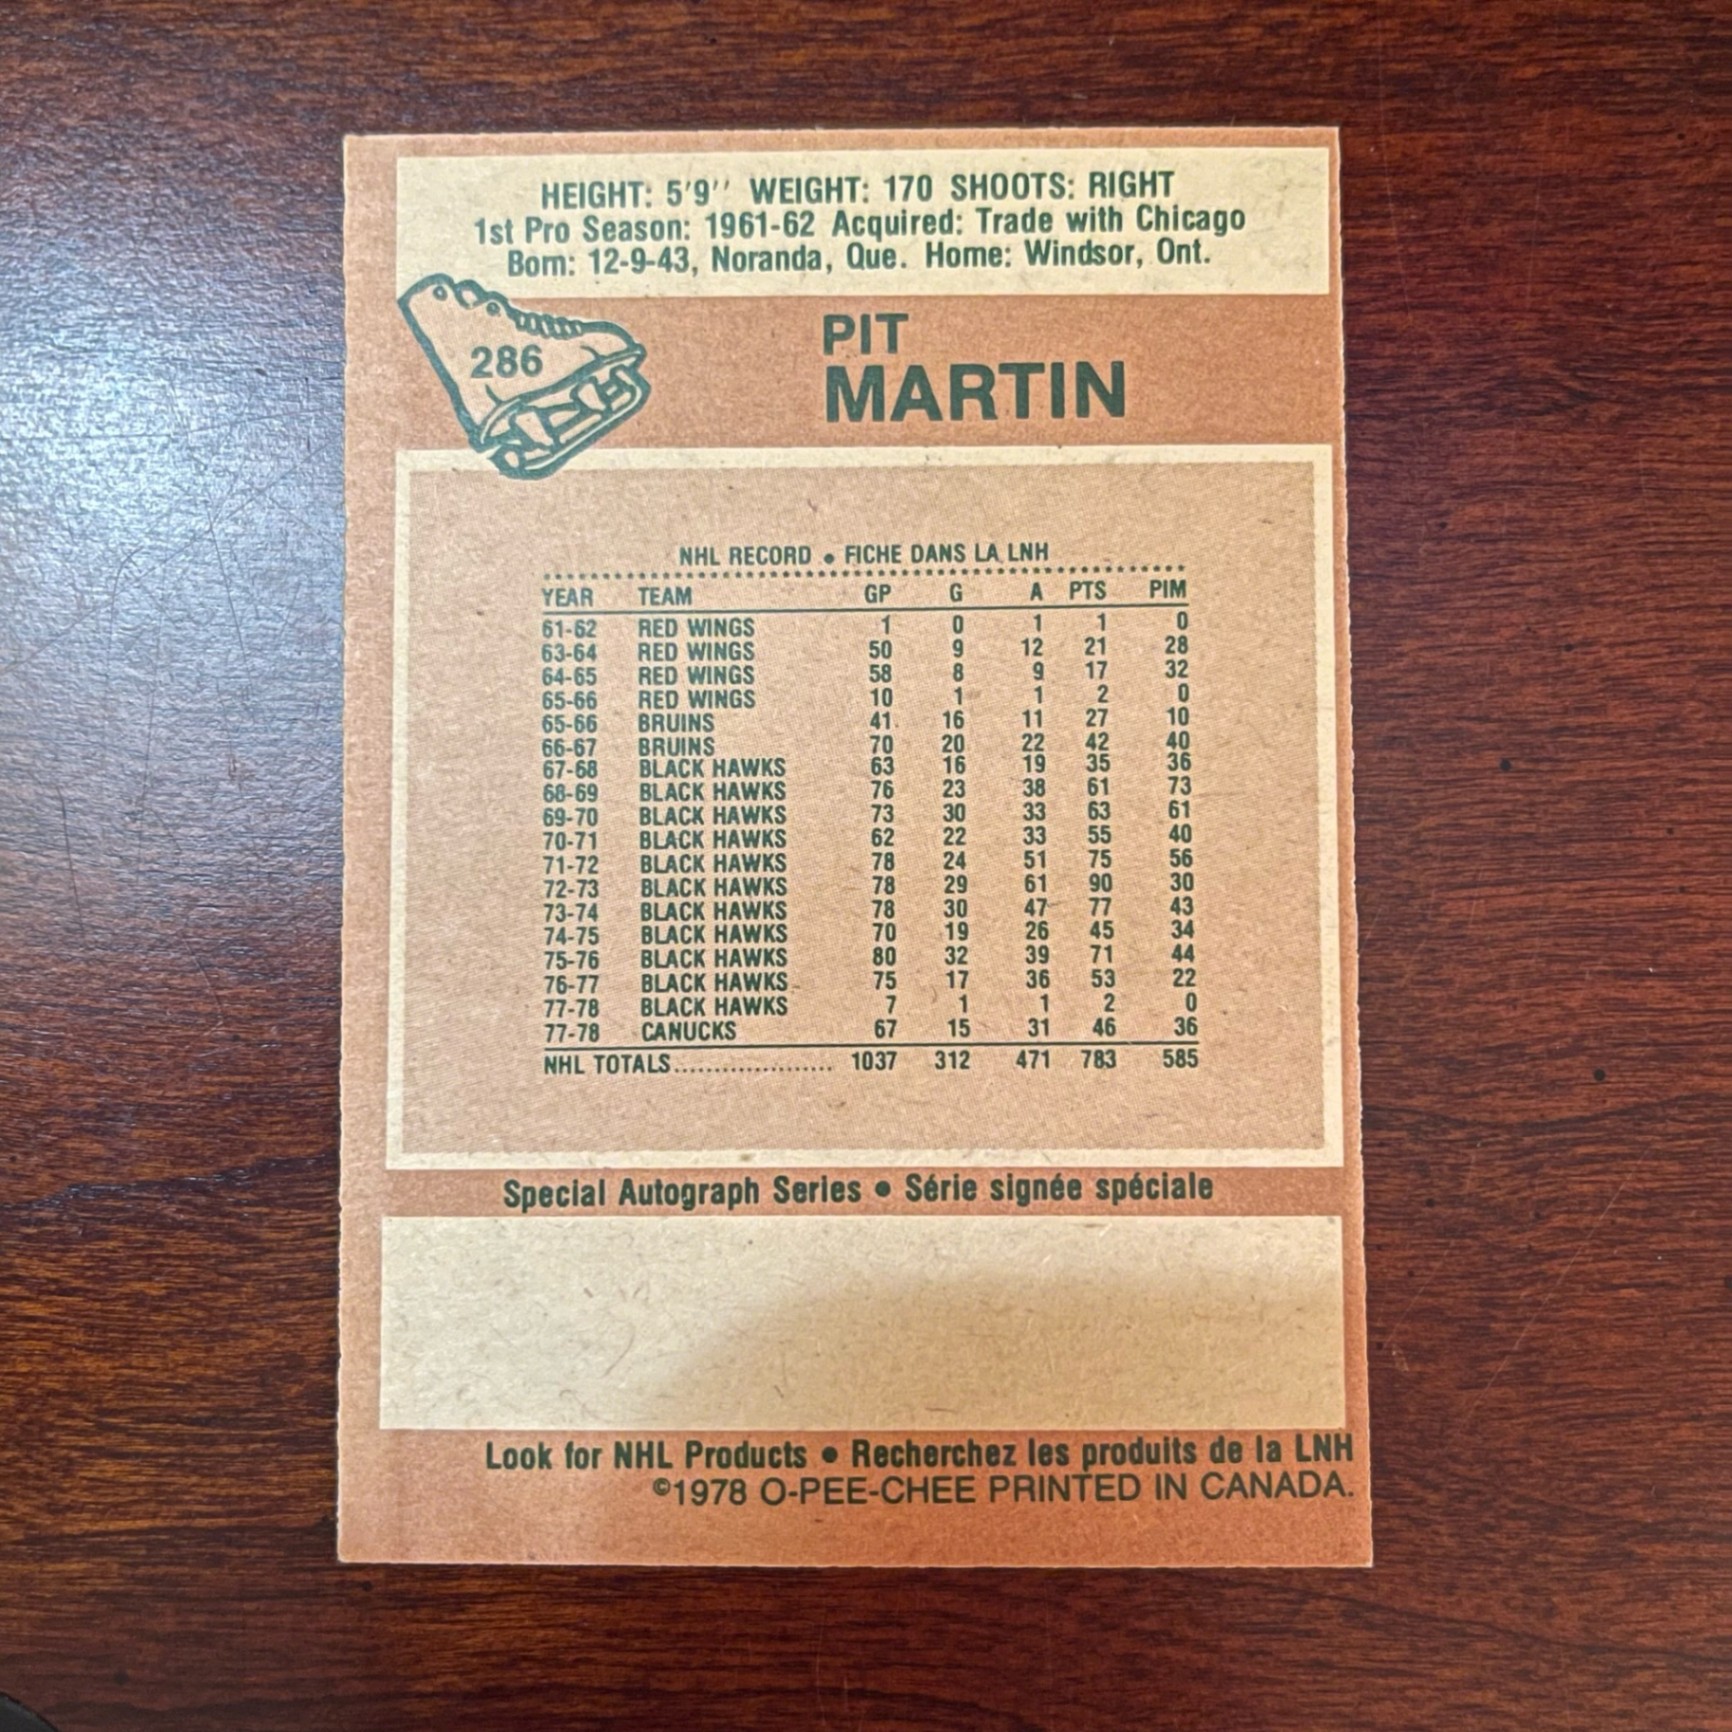 HEIGHT: 5'9'' WEIGHT: 170 SHOOTS: RIGHT
1st Pro Season: 1961-62 Acquired: Trade with Chicago
Born: 12-9-43, Noranda, Que. Home: Windsor, Ont.
286
PIT
MARTIN
NHL RECORD • FICHE DANS LA LNH
YEAR TEAM GP G A PTS PIM
61-62 RED WINGS 1 0 1 1 0
63-64 RED WINGS 50 9 12 21 28
64-65 RED WINGS 58 8 9 17 32
65-66 RED WINGS 10 1 1 2 0
65-66 BRUINS 41 16 11 27 10
66-67 BRUINS 70 20 22 42 40
67-68 BLACK HAWKS 63 16 19 35 36
68-69 BLACK HAWKS 76 23 38 61 73
69-70 BLACK HAWKS 73 30 33 63 61
70-71 BLACK HAWKS 62 22 33 55 40
71-72 BLACK HAWKS 78 24 51 75 56
72-73 BLACK HAWKS 78 29 61 90 30
73-74 BLACK HAWKS 78 30 47 77 43
74-75 BLACK HAWKS 70 19 26 45 34
75-76 BLACK HAWKS 80 32 39 71 44
76-77 BLACK HAWKS 75 17 36 53 22
77-78 BLACK HAWKS 7 1 1 2 0
77-78 CANUCKS 67 15 31 46 36
NHL TOTALS.................... 1037 312 471 783 585
Special Autograph Series • Série signée spéciale
Look for NHL Products • Recherchez les produits de la LNH
©1978 O-PEE-CHEE PRINTED IN CANADA.